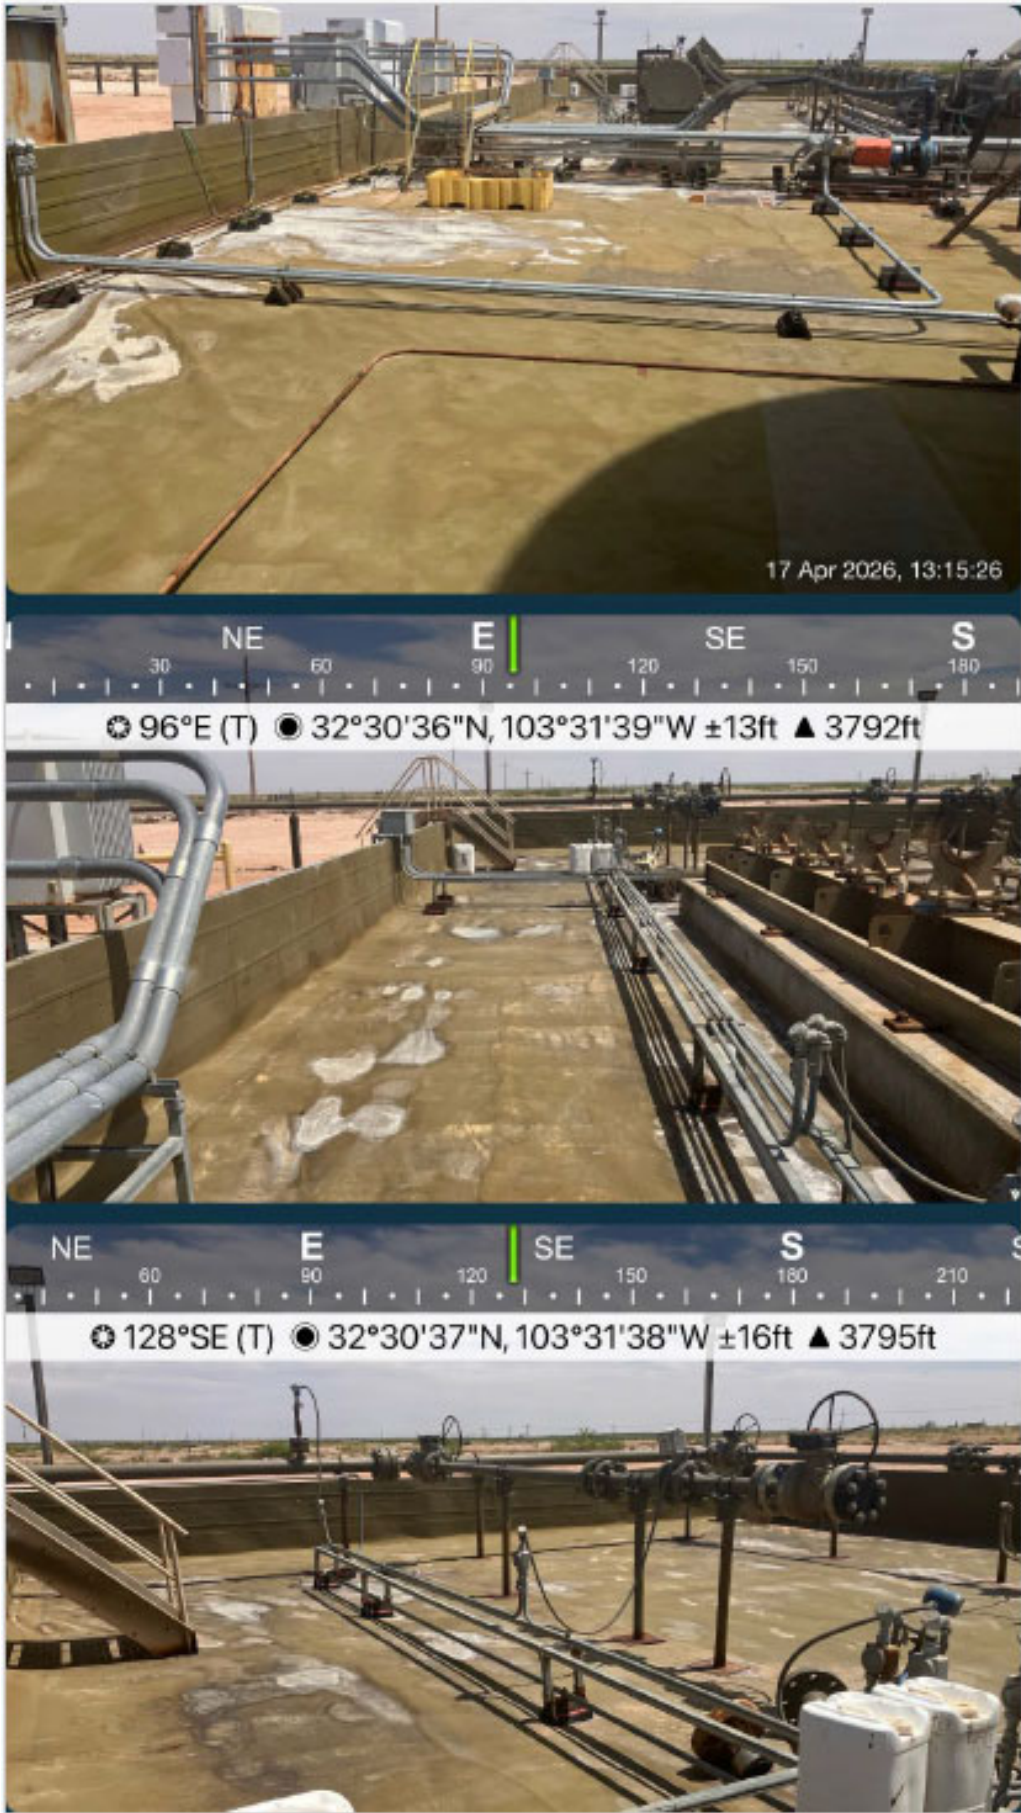 17 Apr 2026, 13:15:26
NE E SE S
30 60 90 120 150 180
96°E (T) 32°30'36"N, 103°31'39"W ±13ft ▲ 3792ft
NE E SE S
60 90 120 150 180 210
128°SE (T) 32°30'37"N, 103°31'38"W ±16ft ▲ 3795ft